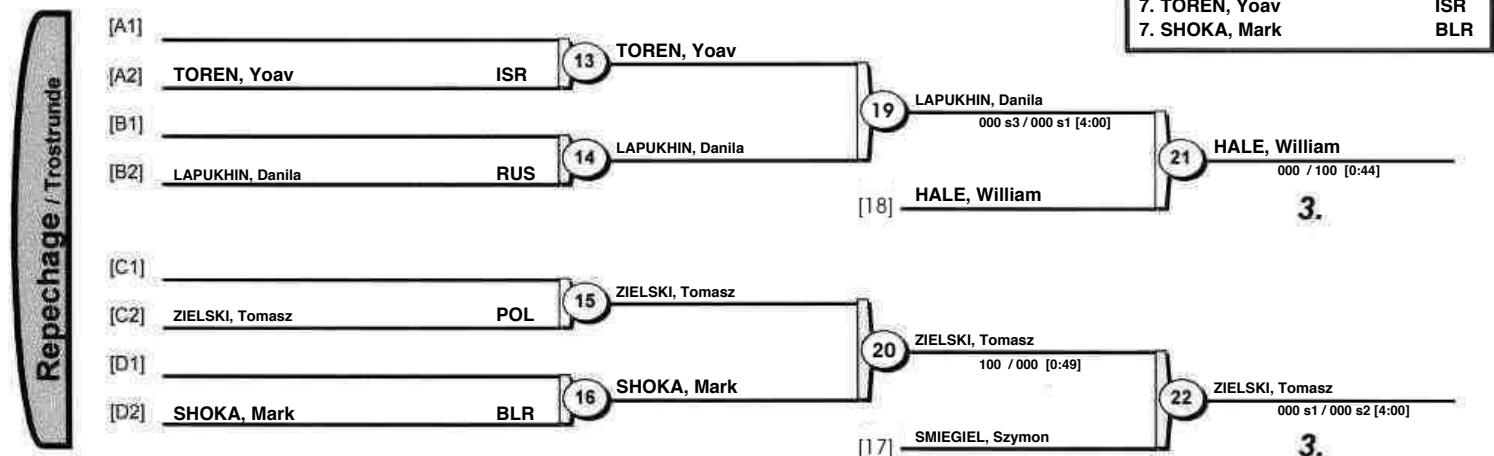 7. TOREN, Yoav ISR
7. SHOKA, Mark BLR
Repechage / Trostrunde
[A1]
[A2] TOREN, Yoav ISR
13 TOREN, Yoav
[B1]
[B2] LAPUKHIN, Danila RUS
14 LAPUKHIN, Danila
19 LAPUKHIN, Danila
000 s3 / 000 s1 [4:00]
[18] HALE, William
21 HALE, William
000 / 100 [0:44]
3.
[C1]
[C2] ZIELSKI, Tomasz POL
15 ZIELSKI, Tomasz
[D1]
[D2] SHOKA, Mark BLR
16 SHOKA, Mark
20 ZIELSKI, Tomasz
100 / 000 [0:49]
[17] SMIEGIEL, Szymon
22 ZIELSKI, Tomasz
000 s1 / 000 s2 [4:00]
3.